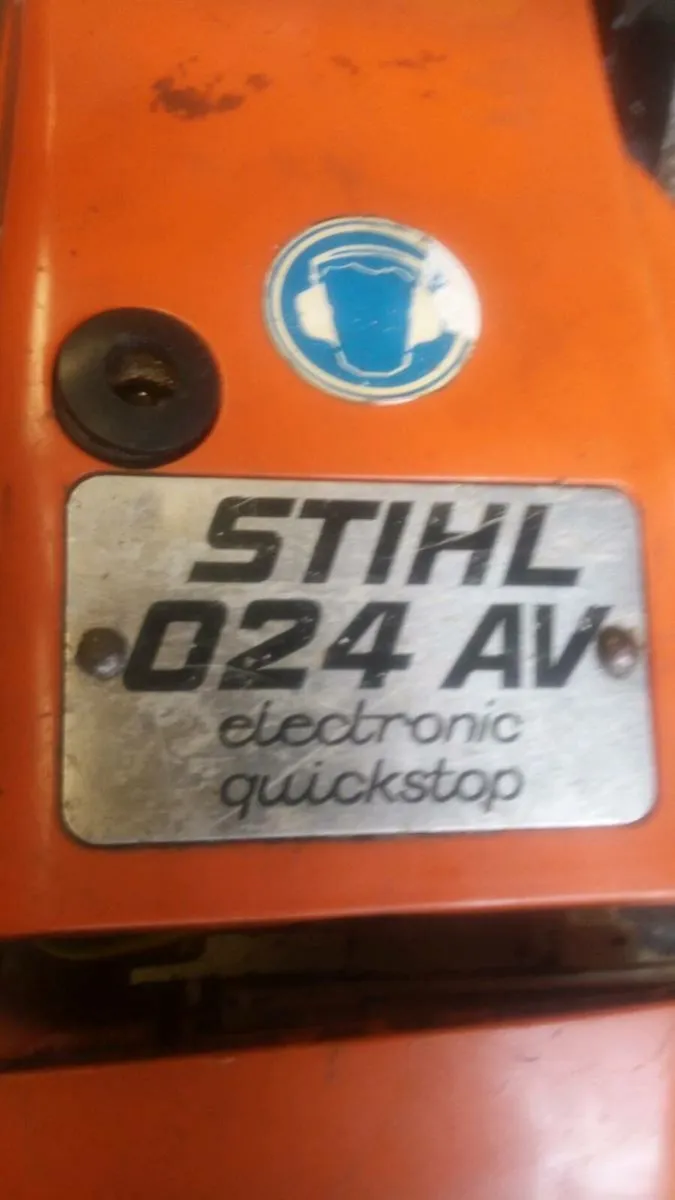 STIHL
024 AV
electronic
quickstop